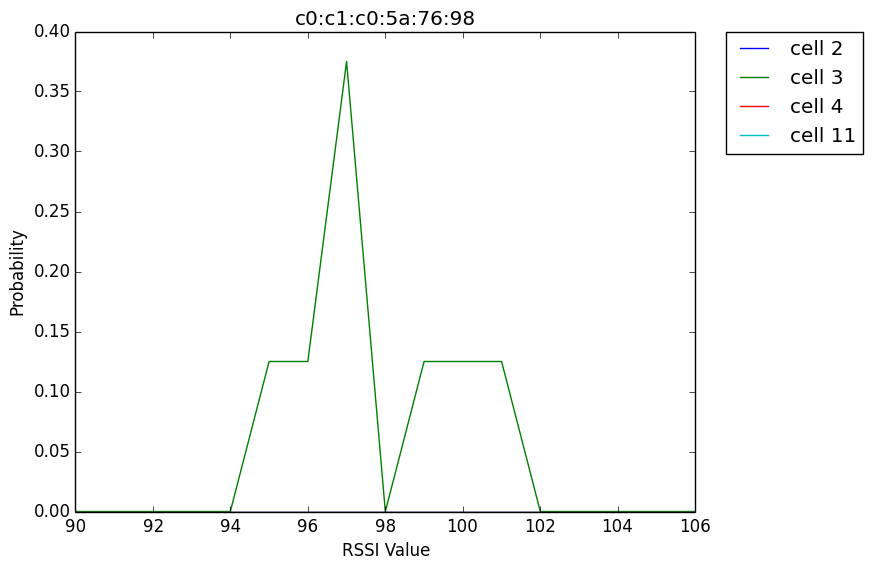 c0:c1:c0:5a:76:98
0.40
0.35
0.30
0.25
0.20
0.15
0.10
0.05
0.00
Probability
90 92 94 96 98 100 102 104 106
RSSI Value
cell 2
cell 3
cell 4
cell 11